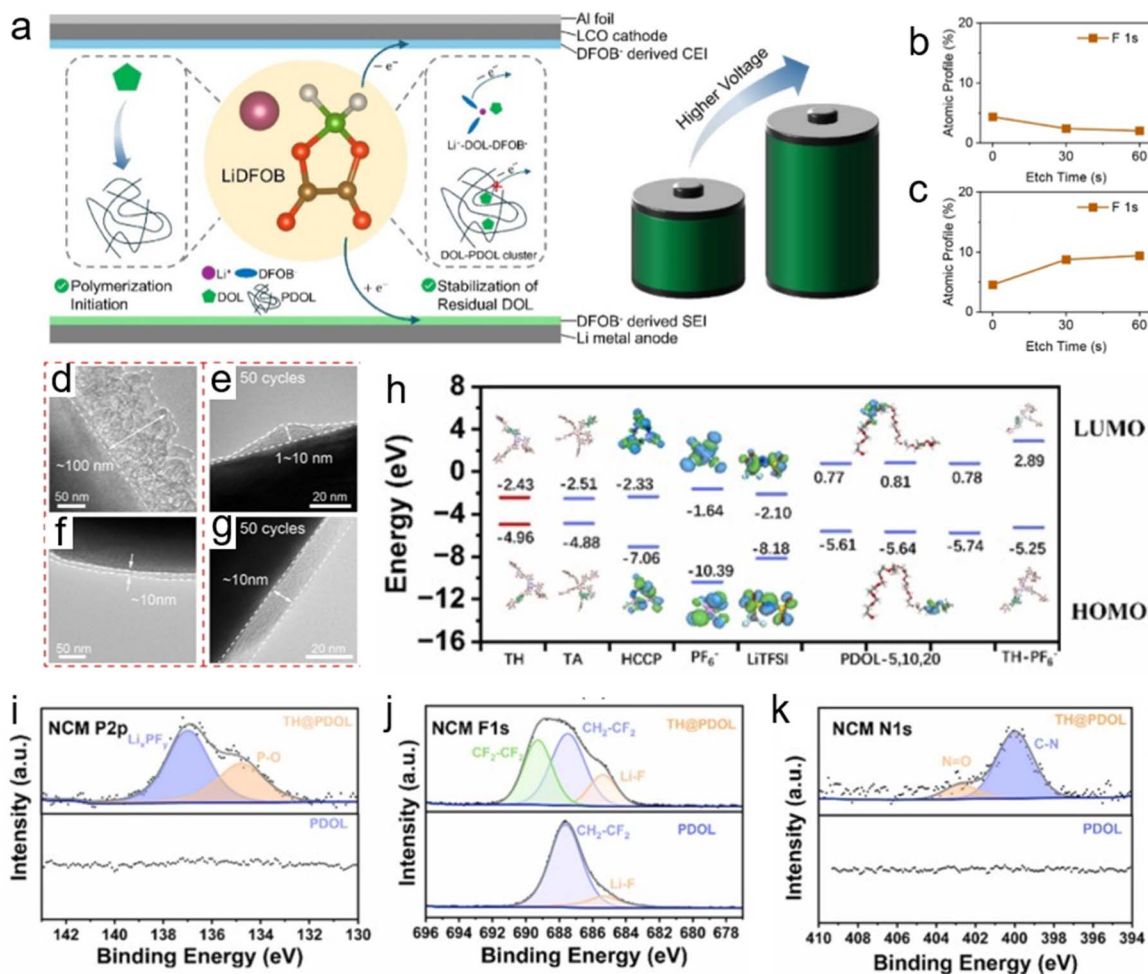 a
Al foil
LCO cathode
DFOB⁻ derived CEI
− e⁻
− e⁻
Li⁺-DOL-DFOB⁻
− e⁻
DOL-PDOL cluster
LiDFOB
Li⁺ DFOB⁻
DOL PDOL
Polymerization
Initiation
+ e⁻
Stabilization of
Residual DOL
DFOB⁻ derived SEI
Li metal anode
Higher Voltage
b
F 1s
Atomic Profile (%)
20
10
0
0 30 60
Etch Time (s)
c
F 1s
Atomic Profile (%)
20
10
0
0 30 60
Etch Time (s)
d
~100 nm
50 nm
e
50 cycles
1~10 nm
20 nm
f
~10nm
50 nm
g
50 cycles
~10nm
20 nm
h
Energy (eV)
8
4
0
−4
−8
−12
−16
LUMO
HOMO
-2.43 -2.51 -2.33 -1.64 -2.10 0.77 0.81 0.78 2.89
-4.96 -4.88 -7.06 -10.39 -8.18 -5.61 -5.64 -5.74 -5.25
TH TA HCCP PF₆⁻ LiTFSI PDOL-5,10,20 TH-PF₆⁻
i
NCM P2p
TH@PDOL
LiₓPFᵧ
P-O
PDOL
Intensity (a.u.)
142 140 138 136 134 132 130
Binding Energy (eV)
j
NCM F1s
TH@PDOL
CF₂-CF₂
CH₂-CF₂
Li-F
CH₂-CF₂
PDOL
Li-F
Intensity (a.u.)
696 694 692 690 688 686 684 682 680 678
Binding Energy (eV)
k
NCM N1s
TH@PDOL
N=O
C-N
PDOL
Intensity (a.u.)
410 408 406 404 402 400 398 396 394
Binding Energy (eV)